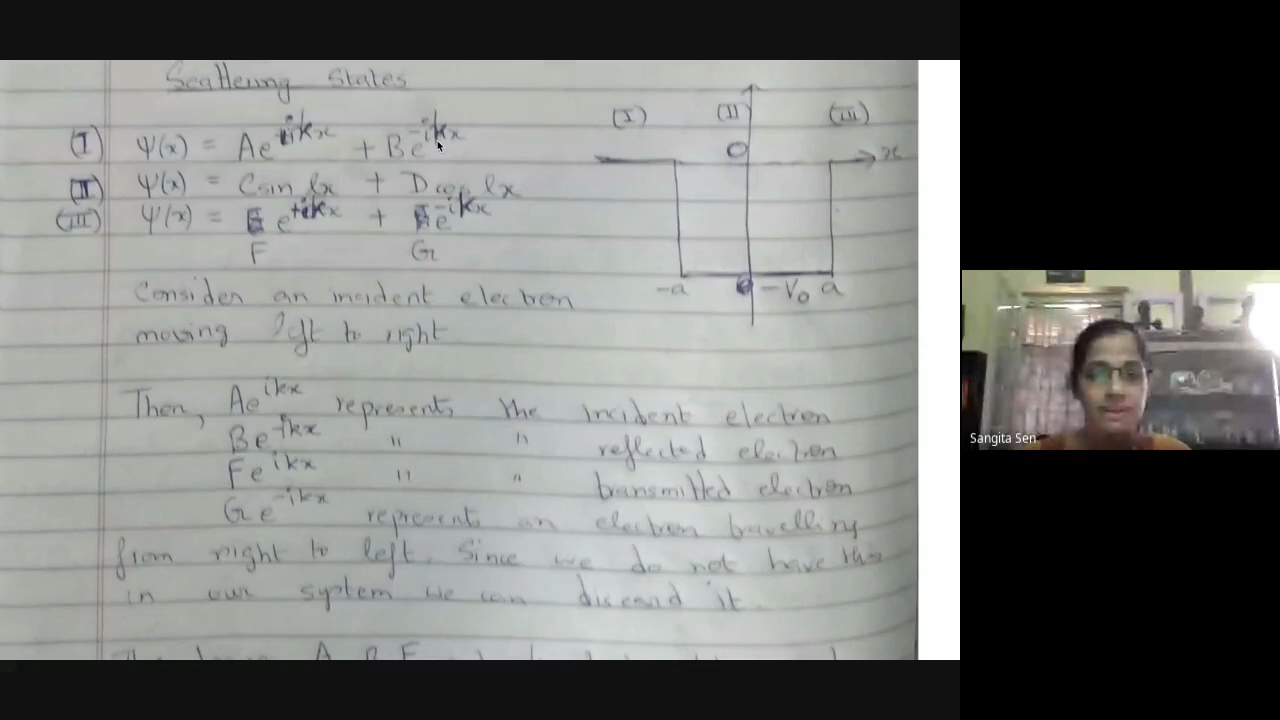 Scattering States
(I) (II) (III)
(I) ψ(x) = Ae^{ikx} + Be^{-ikx}
O x
(II) ψ(x) = C sin lx + D cos lx
(III) ψ(x) = F e^{+ikx} + G e^{-ikx}
F G
-a -V₀ a
Consider an incident electron
moving left to right
Then, Ae^{ikx} represents the incident electron
Be^{-ikx} " " reflected electron
Fe^{ikx} " " transmitted electron
Ge^{-ikx} represents an electron travelling
from right to left. Since we do not have this
in our system we can discard it.
Sangita Sen